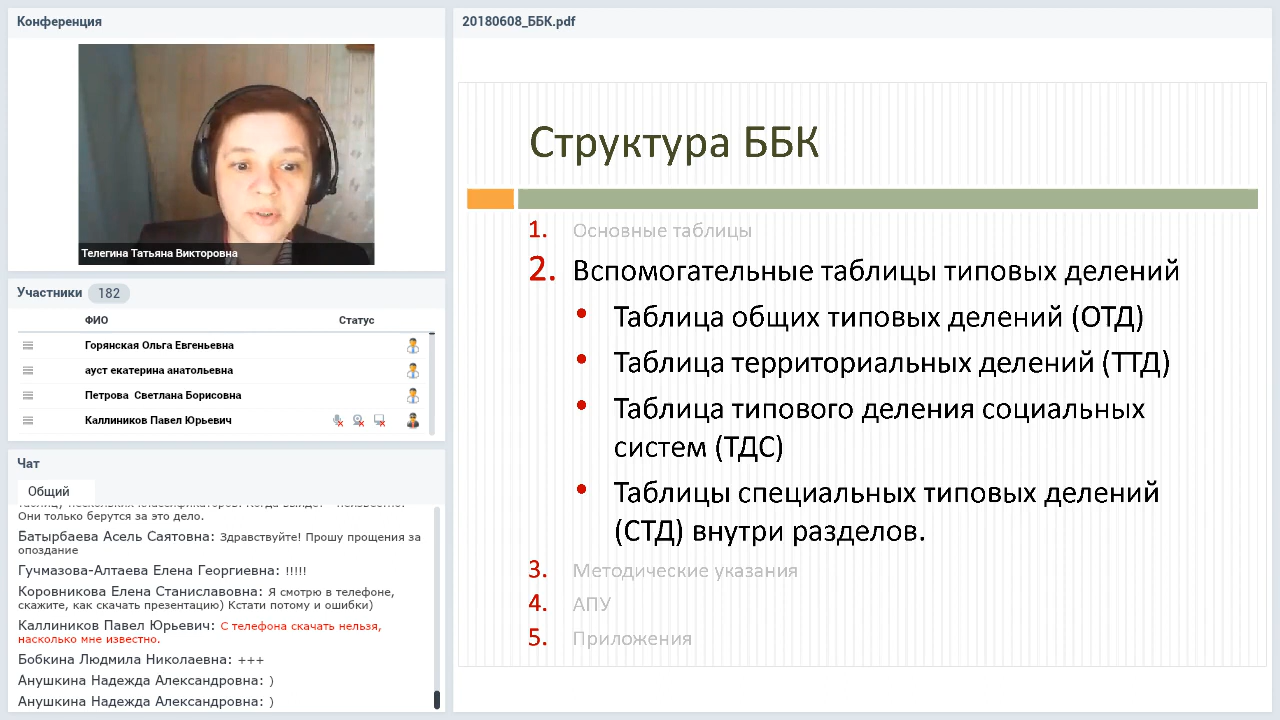 Конференция
Телегина Татьяна Викторовна
Участники 182
ФИО Статус
Горянская Ольга Евгеньевна
ауст екатерина анатольевна
Петрова Светлана Борисовна
Каллиников Павел Юрьевич
Чат
Общий
Они только берутся за это дело.
Батырбаева Асель Саятовна: Здравствуйте! Прошу прощения за
опоздание
Гучмазова-Алтаева Елена Георгиевна: !!!!!
Коровникова Елена Станиславовна: Я смотрю в телефоне,
скажите, как скачать презентацию) Кстати потому и ошибки)
Каллиников Павел Юрьевич: С телефона скачать нельзя,
насколько мне известно.
Бобкина Людмила Николаевна: +++
Анушкина Надежда Александровна: )
Анушкина Надежда Александровна: )
20180608_ББК.pdf
Структура ББК
1. Основные таблицы
2. Вспомогательные таблицы типовых делений
• Таблица общих типовых делений (ОТД)
• Таблица территориальных делений (ТТД)
• Таблица типового деления социальных
систем (ТДС)
• Таблицы специальных типовых делений
(СТД) внутри разделов.
3. Методические указания
4. АПУ
5. Приложения